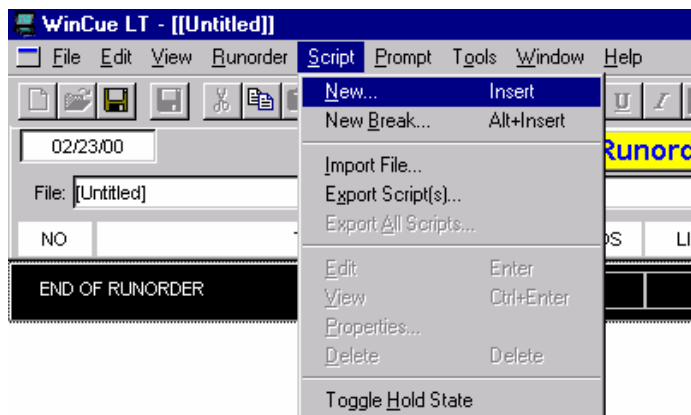 WinCue LT - [[Untitled]]
File Edit View Runorder Script Prompt Tools Window Help
New... Insert
New Break... Alt+Insert
U I
02/23/00
Import File...
File: [Untitled]
Export Script(s)...
Export All Scripts...
NO
Edit Enter
END OF RUNORDER
View Ctrl+Enter
Properties...
Delete Delete
Toggle Hold State